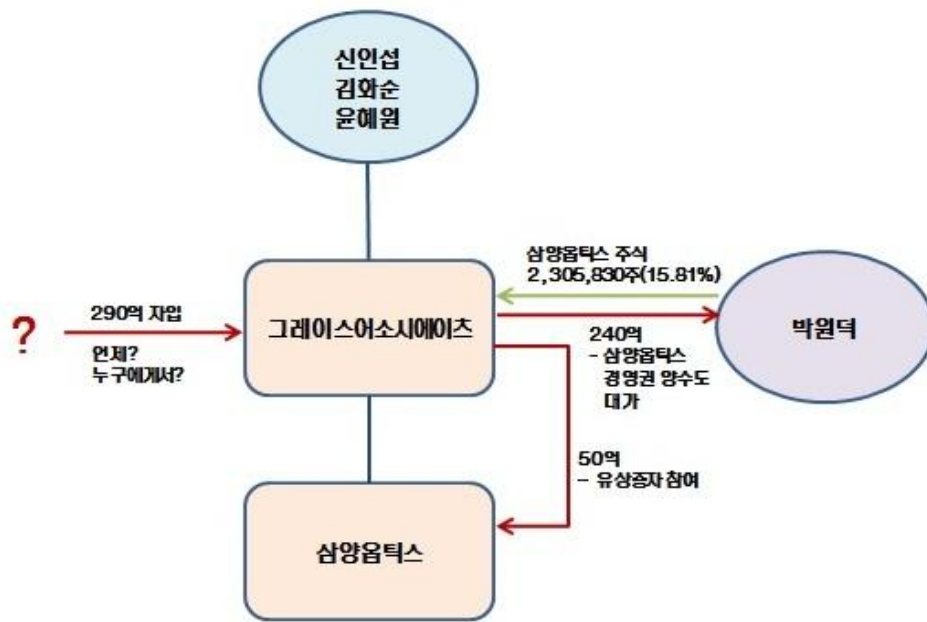 신인섭
김화순
윤혜원
삼양옵틱스 주식
2,305,830주(15.81%)
290억 차입
?
언제?
누구에게서?
그레이스어소시에이츠
박원덕
240억
- 삼양옵틱스
경영권 양수도
대가
50억
- 유상증자 참여
삼양옵틱스